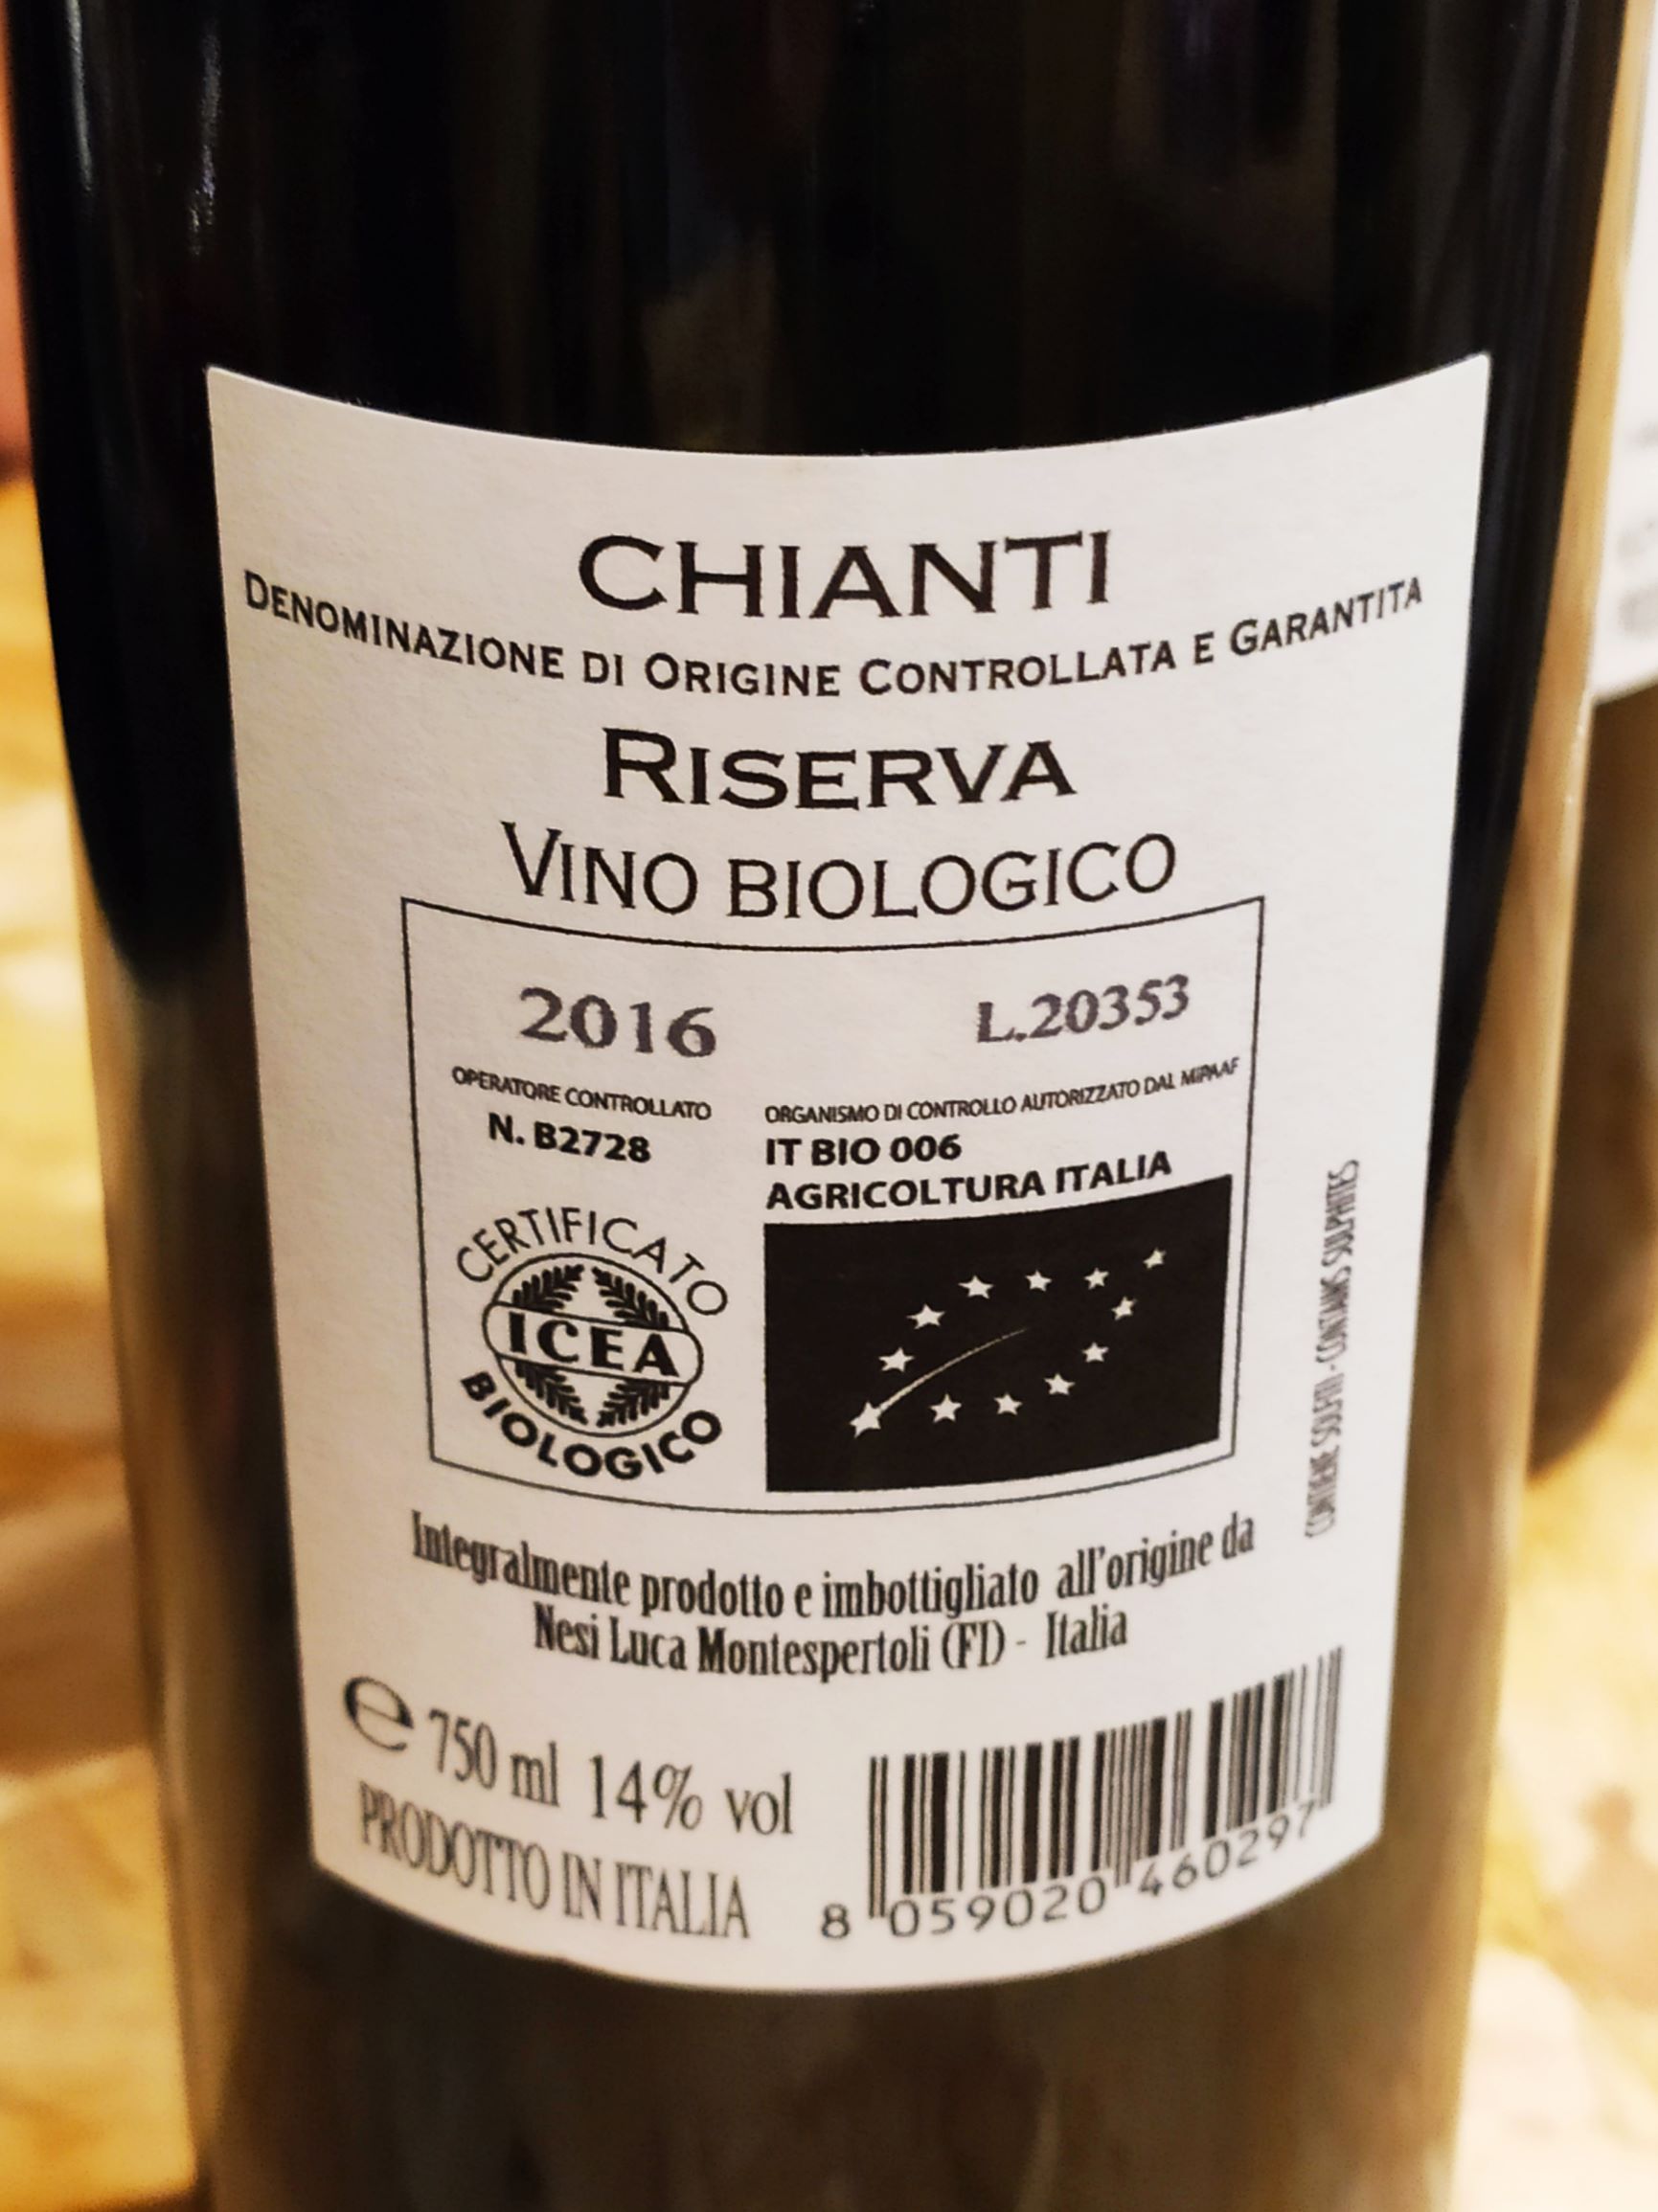 CHIANTI
DENOMINAZIONE DI ORIGINE CONTROLLATA E GARANTITA
RISERVA
VINO BIOLOGICO
2016 L.20353
OPERATORE CONTROLLATO
N. B2728
ORGANISMO DI CONTROLLO AUTORIZZATO DAL MIPAAF
IT BIO 006
AGRICOLTURA ITALIA
CERTIFICATO
ICEA
BIOLOGICO
CONTIENE SOLFITI - CONTAINS SULPHITES
Integralmente prodotto e imbottigliato all'origine da
Nesi Luca Montespertoli (FI) - Italia
e 750 ml 14% vol
PRODOTTO IN ITALIA
8 059020 460297